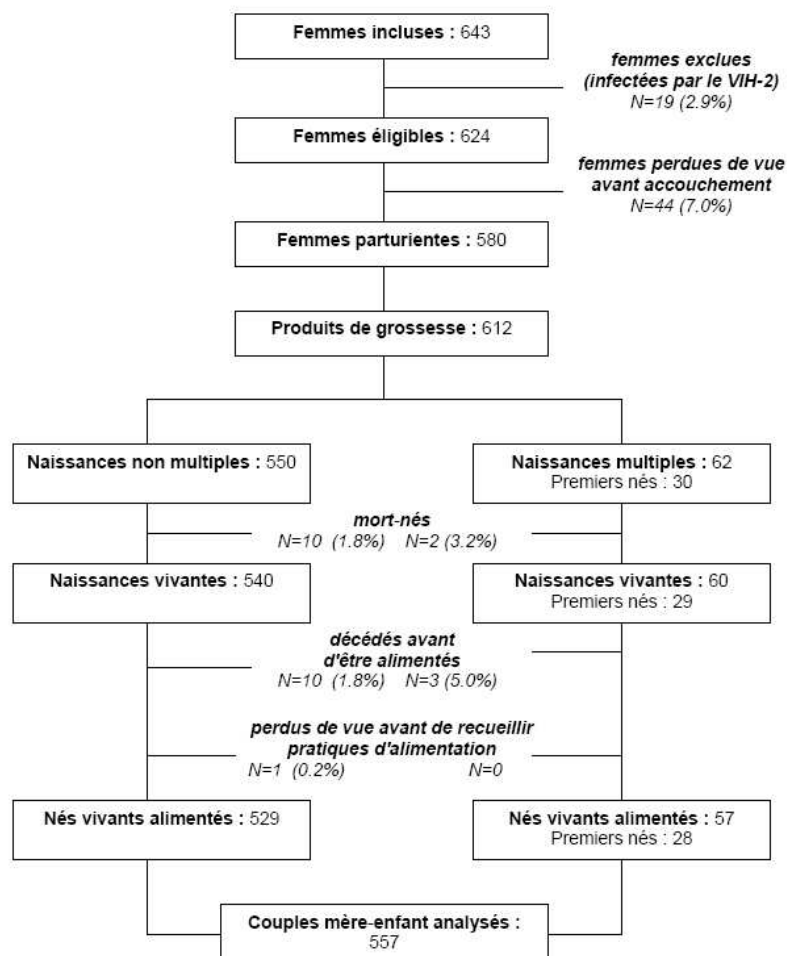 Femmes incluses : 643
femmes exclues
(infectées par le VIH-2)
N=19 (2.9%)
Femmes éligibles : 624
femmes perdues de vue
avant accouchement
N=44 (7.0%)
Femmes parturientes : 580
Produits de grossesse : 612
Naissances non multiples : 550
Naissances multiples : 62
Premiers nés : 30
mort-nés
N=10 (1.8%) N=2 (3.2%)
Naissances vivantes : 540
Naissances vivantes : 60
Premiers nés : 29
décédés avant
d'être alimentés
N=10 (1.8%) N=3 (5.0%)
perdus de vue avant de recueillir
pratiques d'alimentation
N=1 (0.2%) N=0
Nés vivants alimentés : 529
Nés vivants alimentés : 57
Premiers nés : 28
Couples mère-enfant analysés :
557